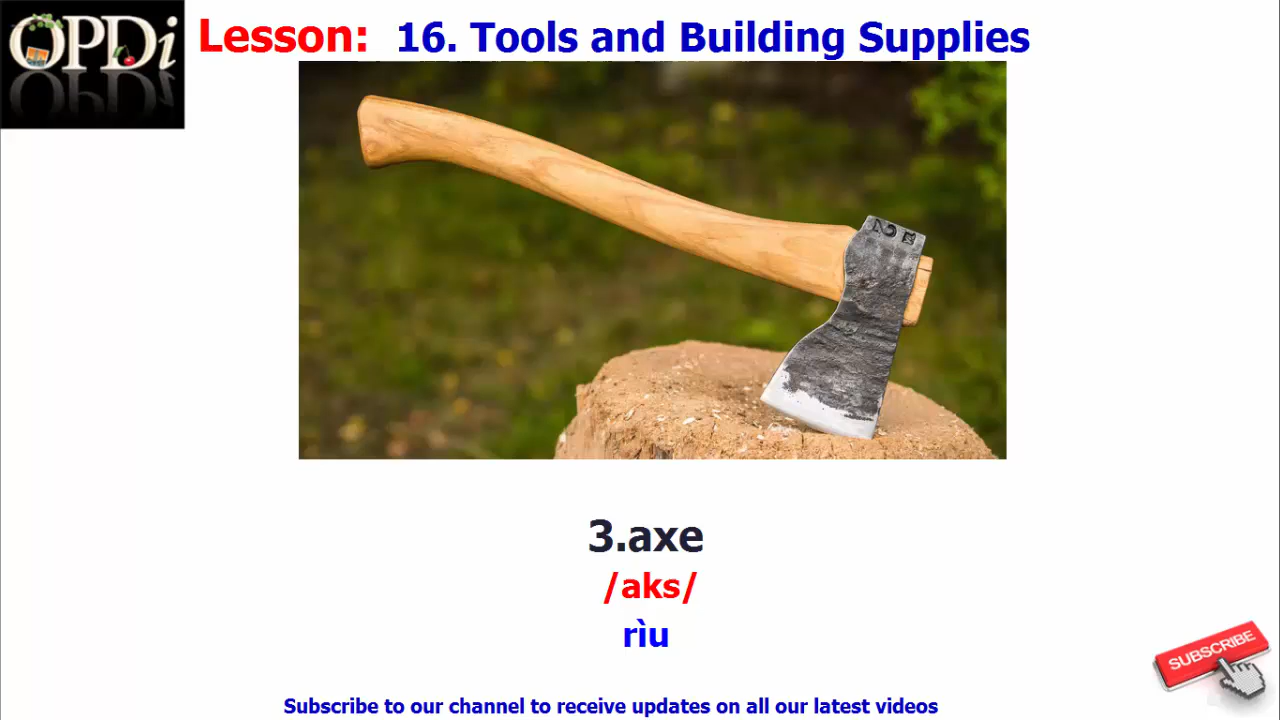 OPDi
Lesson: 16. Tools and Building Supplies
3.axe
/aks/
rìu
SUBSCRIBE
Subscribe to our channel to receive updates on all our latest videos